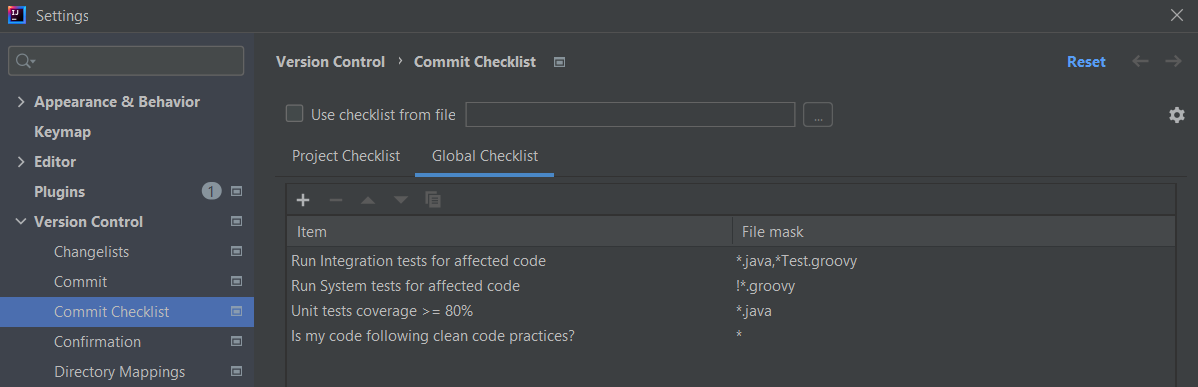 Settings
Version Control › Commit Checklist
Reset
Appearance & Behavior
Keymap
Editor
Plugins 1
Version Control
Changelists
Commit
Commit Checklist
Confirmation
Directory Mappings
Use checklist from file ...
Project Checklist Global Checklist
Item File mask
Run Integration tests for affected code *.java,*Test.groovy
Run System tests for affected code !*.groovy
Unit tests coverage >= 80% *.java
Is my code following clean code practices? *